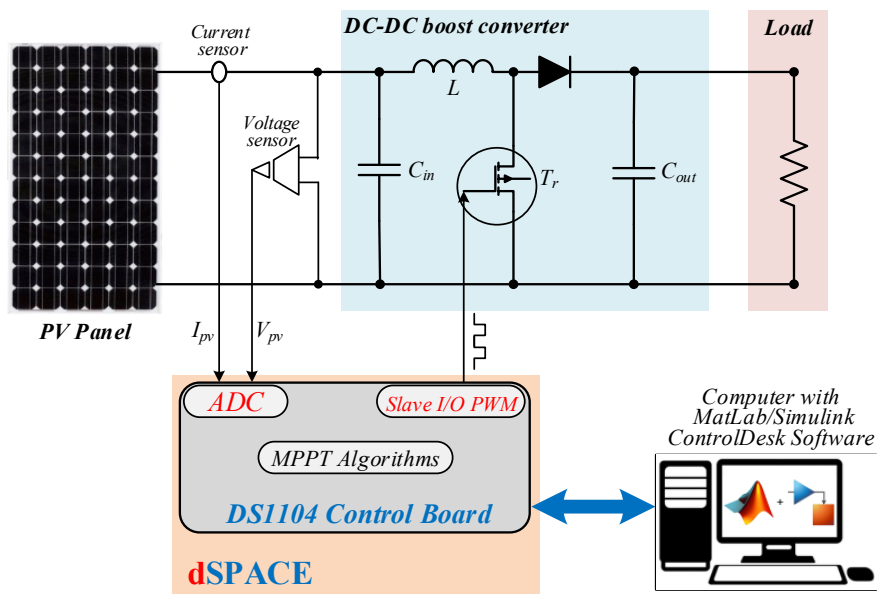 Current
sensor
DC-DC boost converter
Load
L
Voltage
sensor
C_in
T_r
C_out
PV Panel
I_pv
V_pv
ADC
Slave I/O PWM
MPPT Algorithms
DS1104 Control Board
dSPACE
Computer with
MatLab/Simulink
ControlDesk Software
+